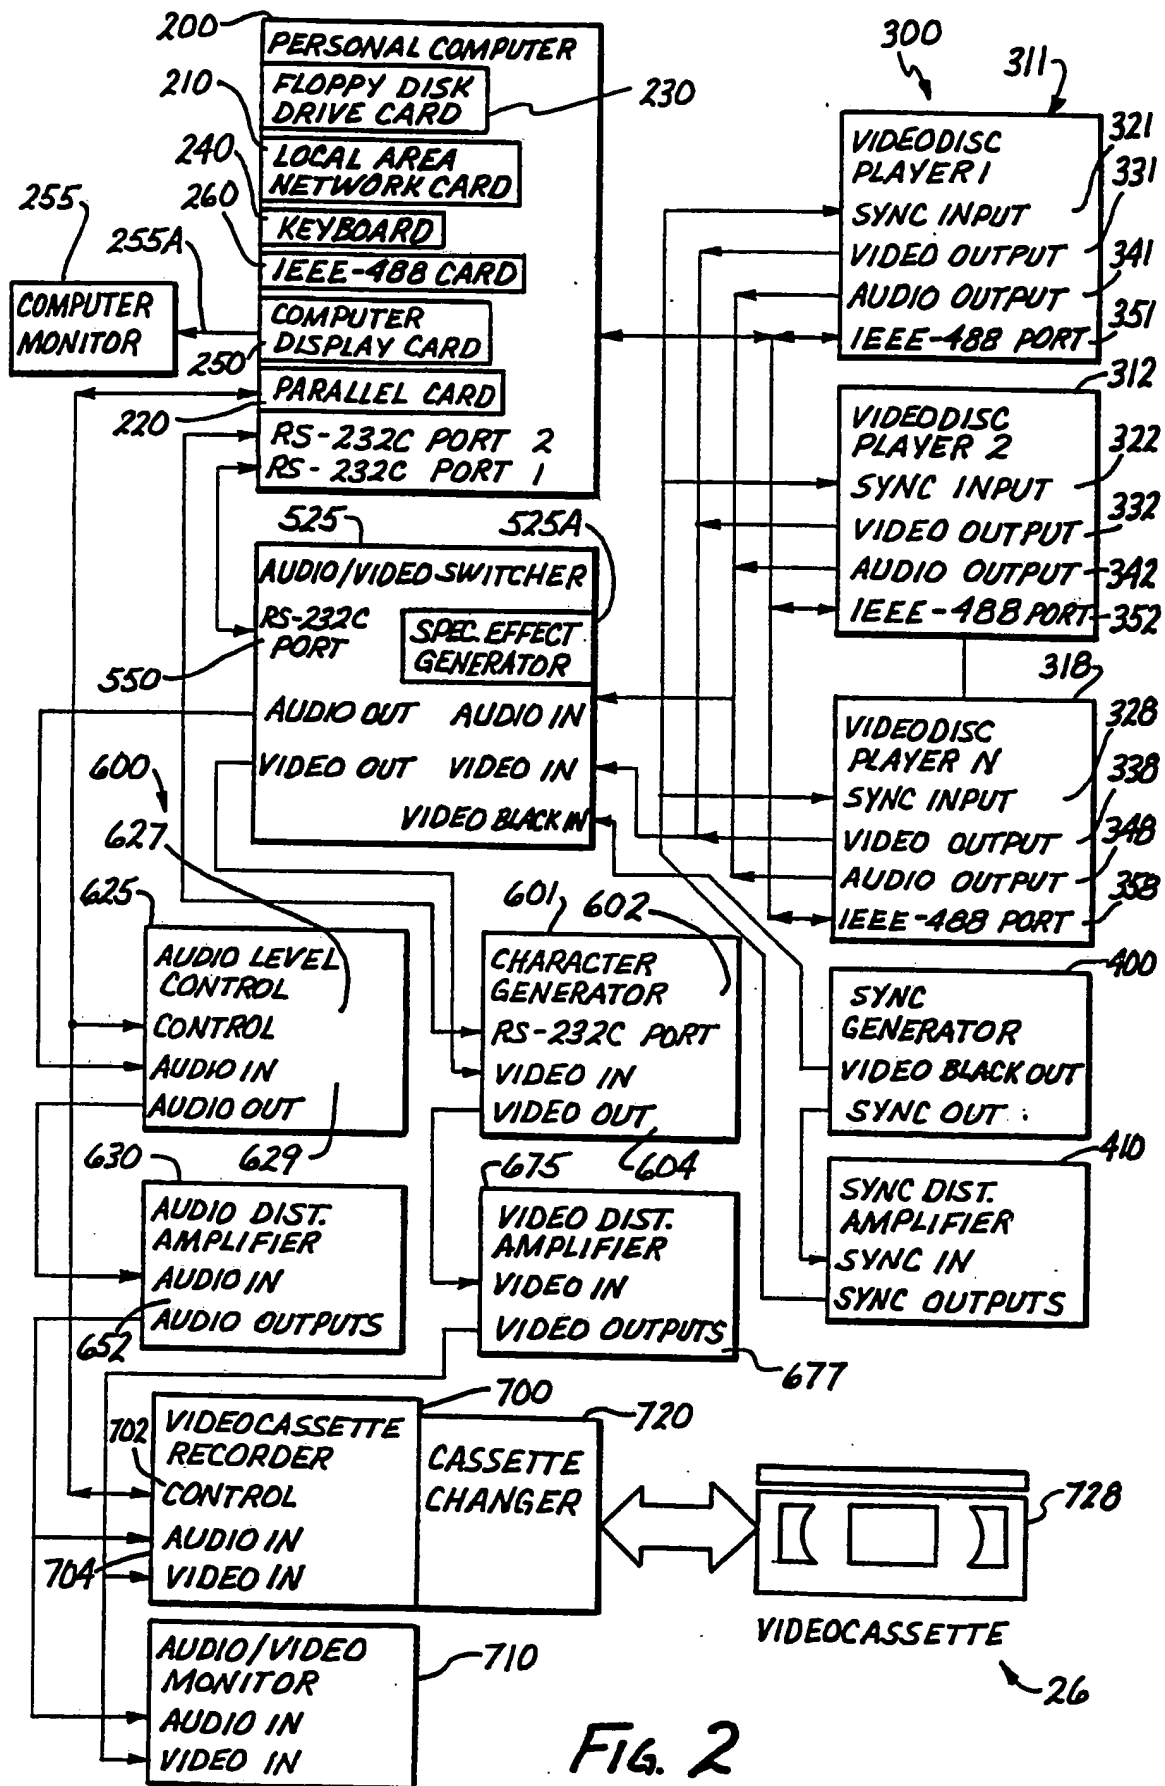 200
PERSONAL COMPUTER
FLOPPY DISK
DRIVE CARD
230
210
LOCAL AREA
NETWORK CARD
240
KEYBOARD
260
IEEE-488 CARD
255
255A
COMPUTER
MONITOR
COMPUTER
DISPLAY CARD
250
PARALLEL CARD
220
RS-232C PORT 2
RS-232C PORT 1
300
311
VIDEODISC
PLAYER 1
321
SYNC INPUT
331
VIDEO OUTPUT
341
AUDIO OUTPUT
351
IEEE-488 PORT
312
VIDEODISC
PLAYER 2
322
SYNC INPUT
332
VIDEO OUTPUT
AUDIO OUTPUT
342
IEEE-488 PORT
352
318
VIDEODISC
PLAYER N
328
SYNC INPUT
338
VIDEO OUTPUT
348
AUDIO OUTPUT
358
IEEE-488 PORT
525
525A
AUDIO/VIDEO SWITCHER
RS-232C
PORT
SPEC. EFFECT
GENERATOR
550
AUDIO OUT
AUDIO IN
VIDEO OUT
VIDEO IN
VIDEO BLACK IN
600
627
625
AUDIO LEVEL
CONTROL
CONTROL
AUDIO IN
AUDIO OUT
629
601
602
CHARACTER
GENERATOR
RS-232C PORT
VIDEO IN
VIDEO OUT
604
400
SYNC
GENERATOR
VIDEO BLACK OUT
SYNC OUT
410
SYNC DIST.
AMPLIFIER
SYNC IN
SYNC OUTPUTS
630
AUDIO DIST.
AMPLIFIER
AUDIO IN
AUDIO OUTPUTS
652
675
VIDEO DIST.
AMPLIFIER
VIDEO IN
VIDEO OUTPUTS
677
700
VIDEOCASSETTE
RECORDER
702
CONTROL
AUDIO IN
704
VIDEO IN
720
CASSETTE
CHANGER
728
VIDEOCASSETTE
26
710
AUDIO/VIDEO
MONITOR
AUDIO IN
VIDEO IN
FIG. 2